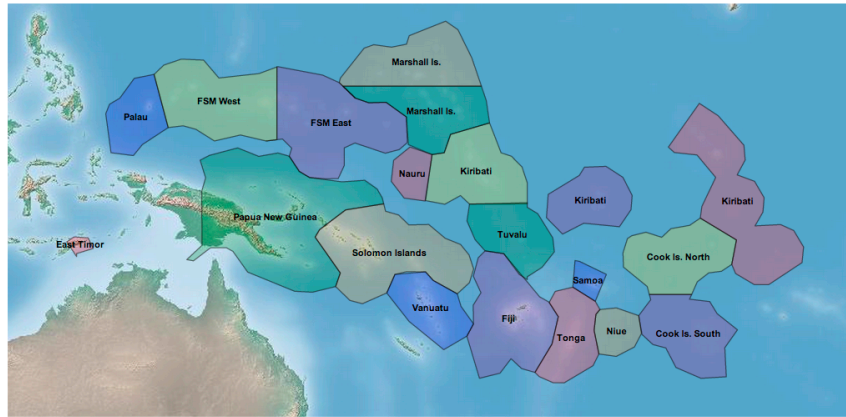 Marshall Is.
FSM West
Palau
FSM East
Marshall Is.
Nauru
Kiribati
Kiribati
Kiribati
Papua New Guinea
Tuvalu
East Timor
Solomon Islands
Cook Is. North
Samoa
Vanuatu
Fiji
Tonga
Niue
Cook Is. South